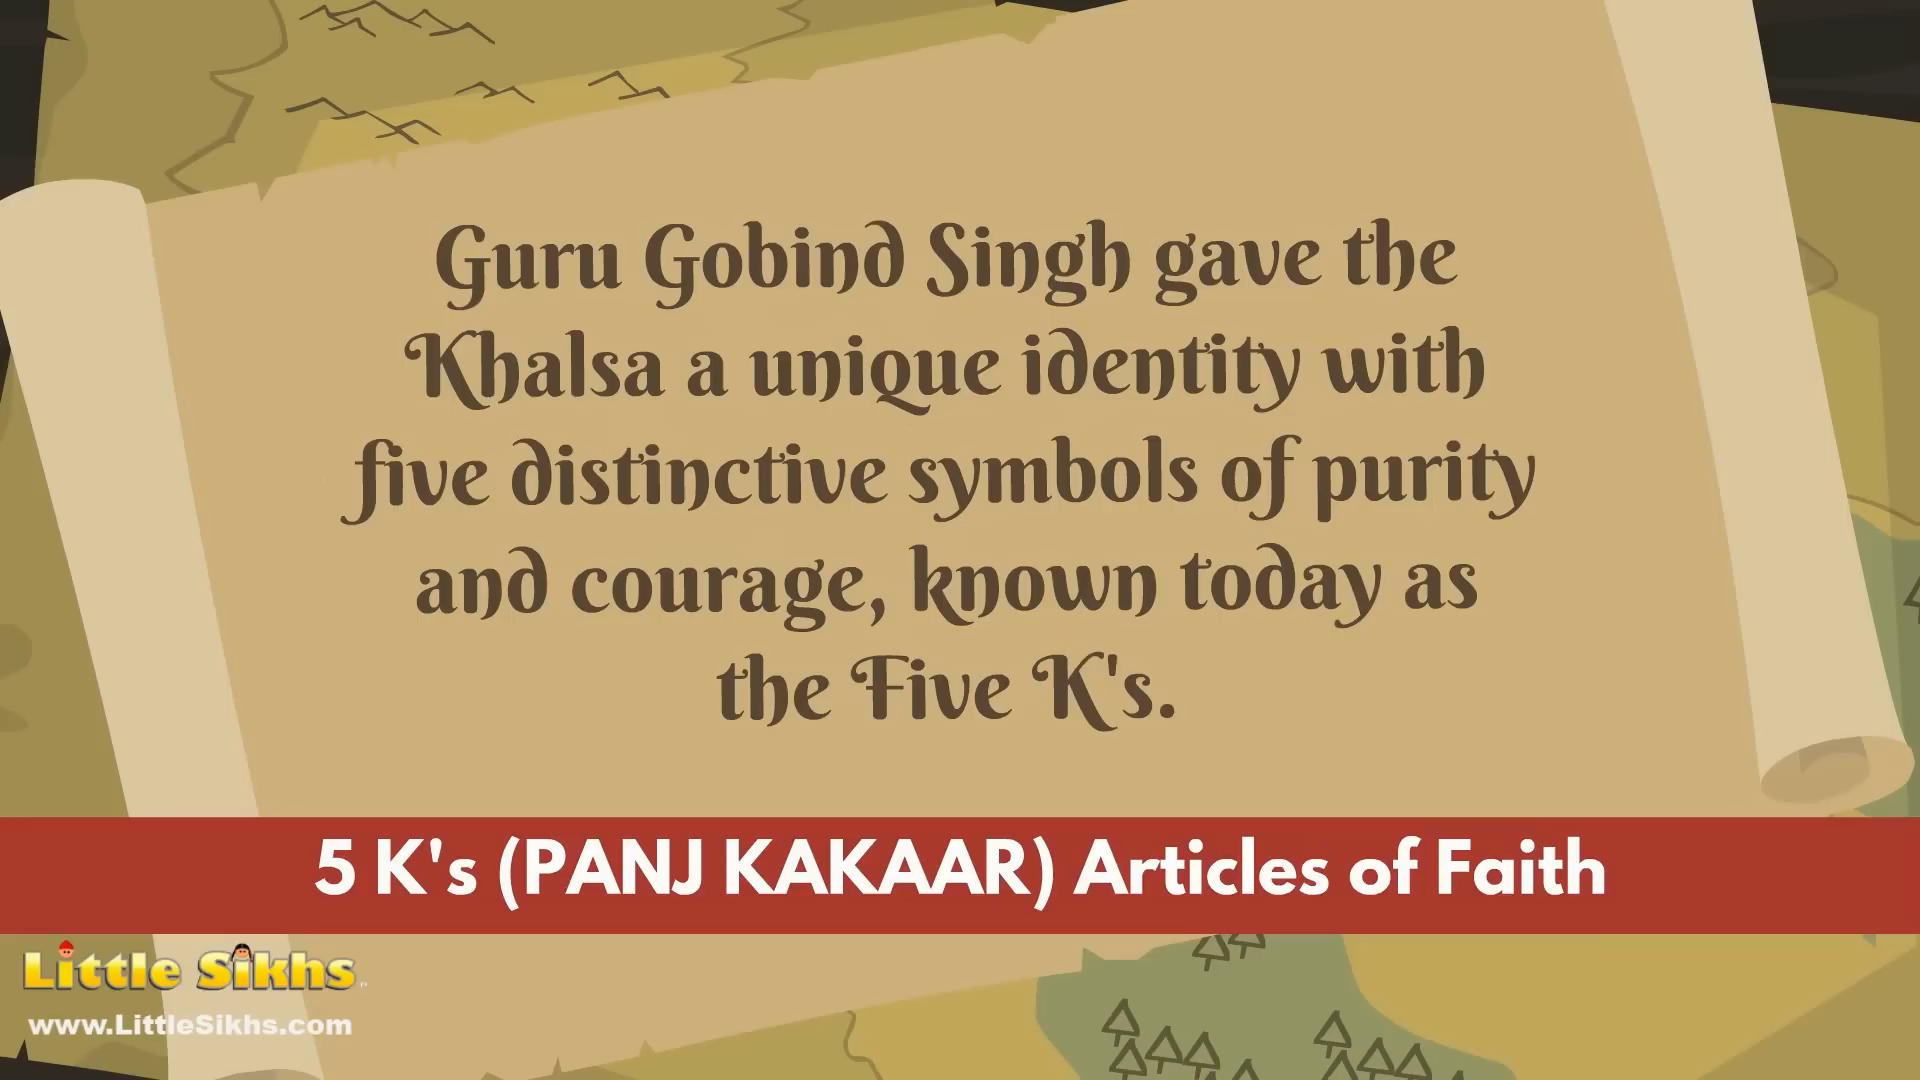 Guru Gobind Singh gave the
Khalsa a unique identity with
five distinctive symbols of purity
and courage, known today as
the Five K's.
5 K's (PANJ KAKAAR) Articles of Faith
Little Sikhs
www.LittleSikhs.com